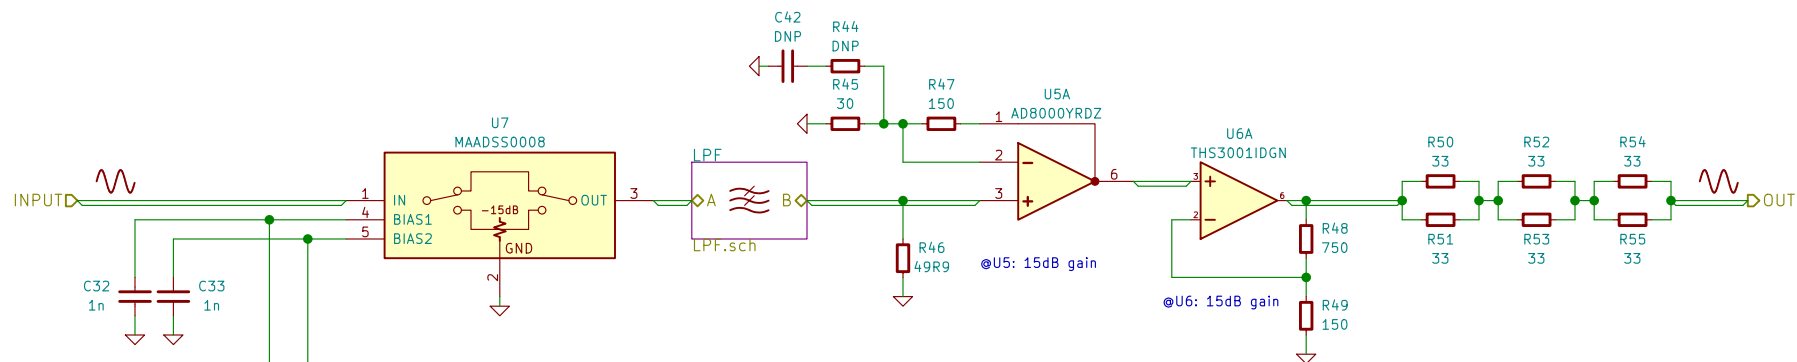 C42
DNP
R44
DNP
R45
30
R47
150
1
U5A
AD8000YRDZ
2
3
6
@U5: 15dB gain
U7
MAADSS0008
INPUT
1
IN
4
BIAS1
5
BIAS2
-15dB
GND
2
OUT
3
C32
1n
C33
1n
LPF
A
B
LPF.sch
R46
49R9
U6A
THS3001IDGN
3
2
6
@U6: 15dB gain
R48
750
R49
150
R50
33
R51
33
R52
33
R53
33
R54
33
R55
33
OUT